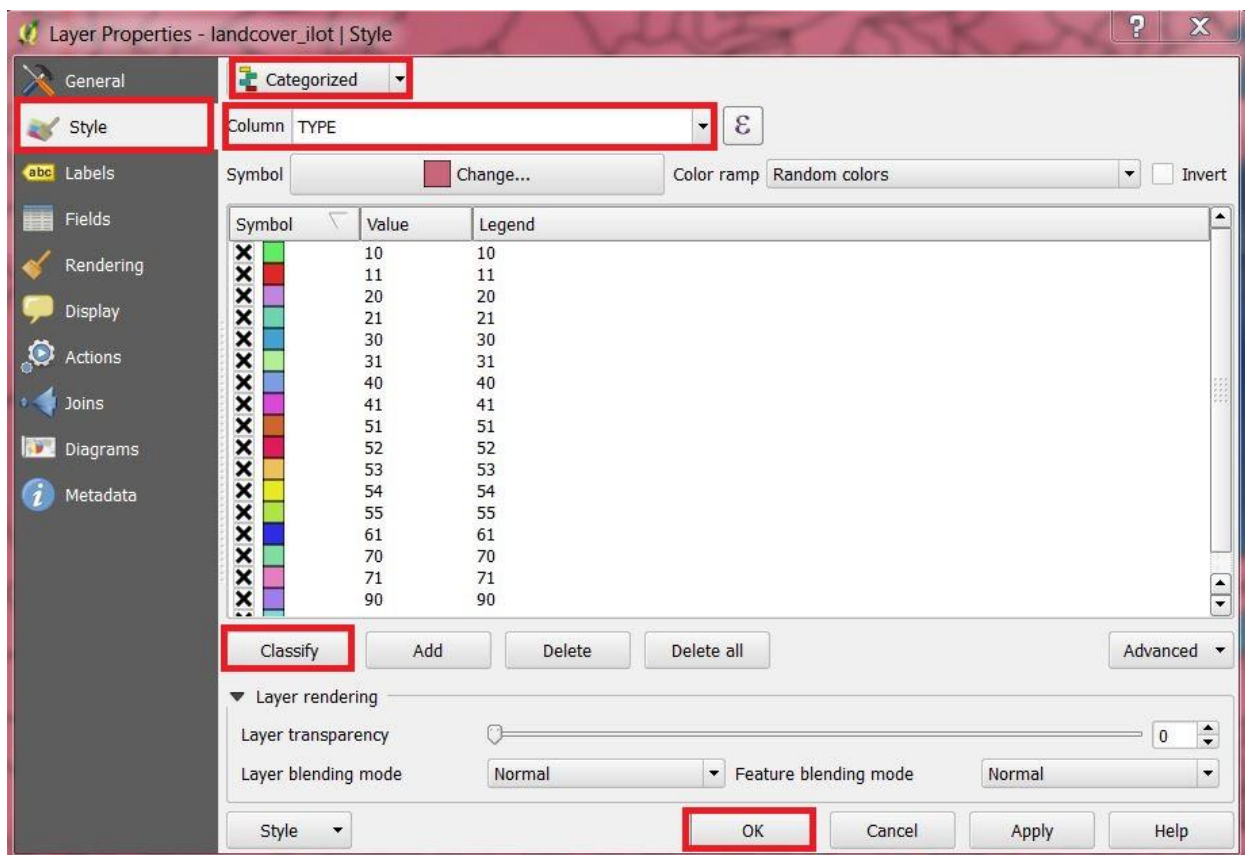 Layer Properties - landcover_ilot | Style
General
Style
abc Labels
Fields
Rendering
Display
Actions
Joins
Diagrams
Metadata
Categorized
Column TYPE ε
Symbol Change... Color ramp Random colors Invert
Symbol Value Legend
10 10
11 11
20 20
21 21
30 30
31 31
40 40
41 41
51 51
52 52
53 53
54 54
55 55
61 61
70 70
71 71
90 90
Classify Add Delete Delete all Advanced
Layer rendering
Layer transparency 0
Layer blending mode Normal Feature blending mode Normal
Style OK Cancel Apply Help